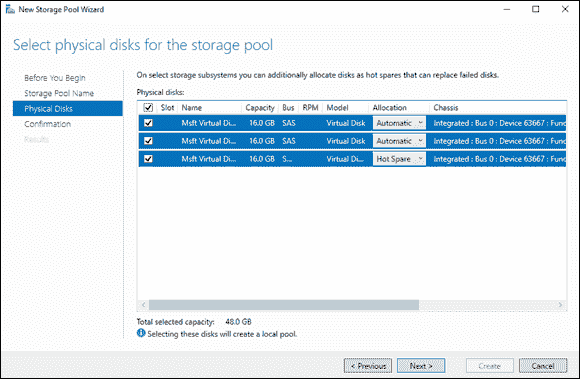 New Storage Pool Wizard
Select physical disks for the storage pool
Before You Begin
Storage Pool Name
Physical Disks
Confirmation
Results
On select storage subsystems you can additionally allocate disks as hot spares that can replace failed disks.
Physical disks:
Slot Name Capacity Bus RPM Model Allocation Chassis
Msft Virtual Di... 16.0 GB SAS Virtual Disk Automatic Integrated : Bus 0 : Device 63667 : Func
Msft Virtual Di... 16.0 GB SAS Virtual Disk Automatic Integrated : Bus 0 : Device 63667 : Func
Msft Virtual Di... 16.0 GB S... Virtual Di... Hot Spare Integrated : Bus 0 : Device 63667 : Func
Total selected capacity: 48.0 GB
Selecting these disks will create a local pool.
< Previous Next > Create Cancel